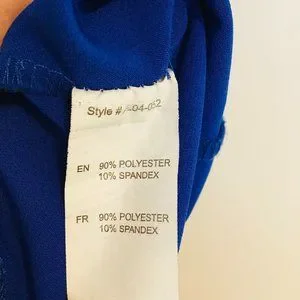 Style #
EN 90% POLYESTER
10% SPANDEX
FR 90% POLYESTER
10% SPANDEX